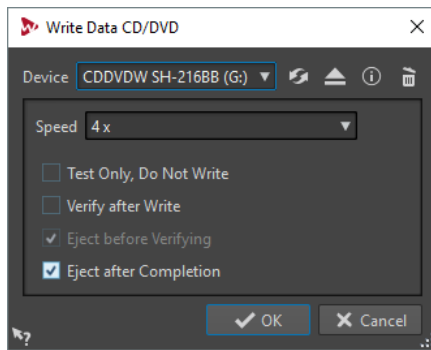 Write Data CD/DVD
Device CDDVDW SH-216BB (G:)
Speed 4 x
Test Only, Do Not Write
Verify after Write
Eject before Verifying
Eject after Completion
OK Cancel